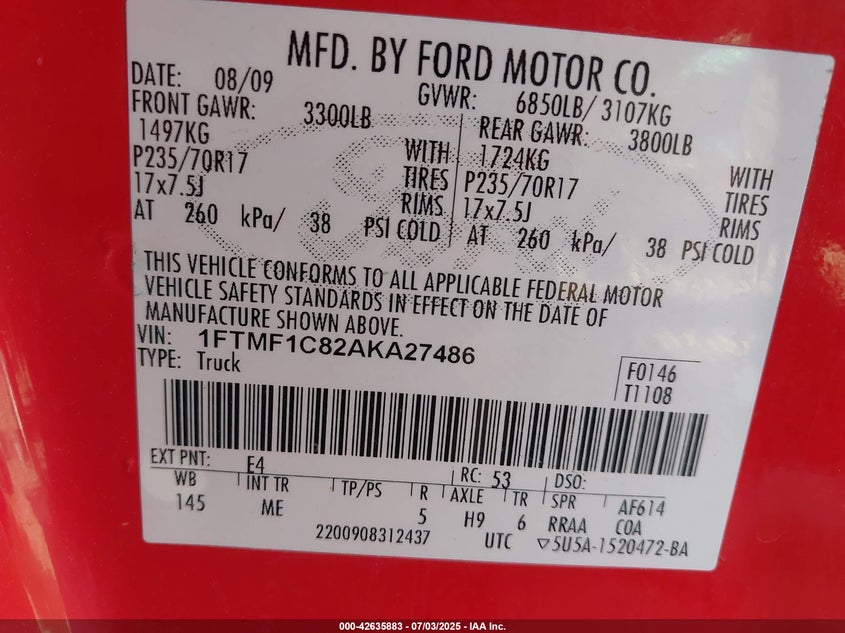 MFD. BY FORD MOTOR CO.
DATE: 08/09 GVWR: 6850LB/ 3107KG
FRONT GAWR: 3300LB REAR GAWR: 3800LB
1497KG WITH 1724KG WITH
P235/70R17 TIRES P235/70R17 TIRES
17x7.5J RIMS 17x7.5J RIMS
AT 260 kPa/ 38 PSI COLD AT 260 kPa/ 38 PSI COLD
THIS VEHICLE CONFORMS TO ALL APPLICABLE FEDERAL MOTOR
VEHICLE SAFETY STANDARDS IN EFFECT ON THE DATE OF
MANUFACTURE SHOWN ABOVE.
VIN: 1FTMF1C82AKA27486
TYPE: Truck
F0146
T1108
EXT PNT: E4 RC: 53 DSO:
WB INT TR TP/PS R AXLE TR SPR AF614
145 ME 5 H9 6 RRAA COA
2200908312437 UTC ▽5U5A-1520472-BA
000-42635883 / 07/03/2025 - IAA Inc.